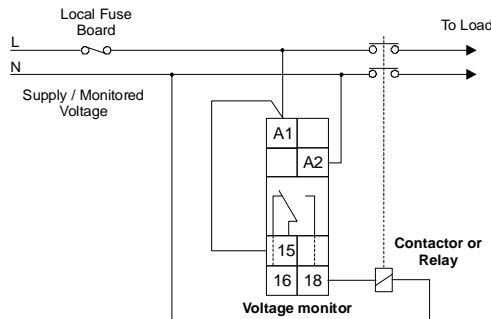 Local Fuse
Board
To Load
L
N
Supply / Monitored
Voltage
A1
A2
15
16 18
Contactor or
Relay
Voltage monitor